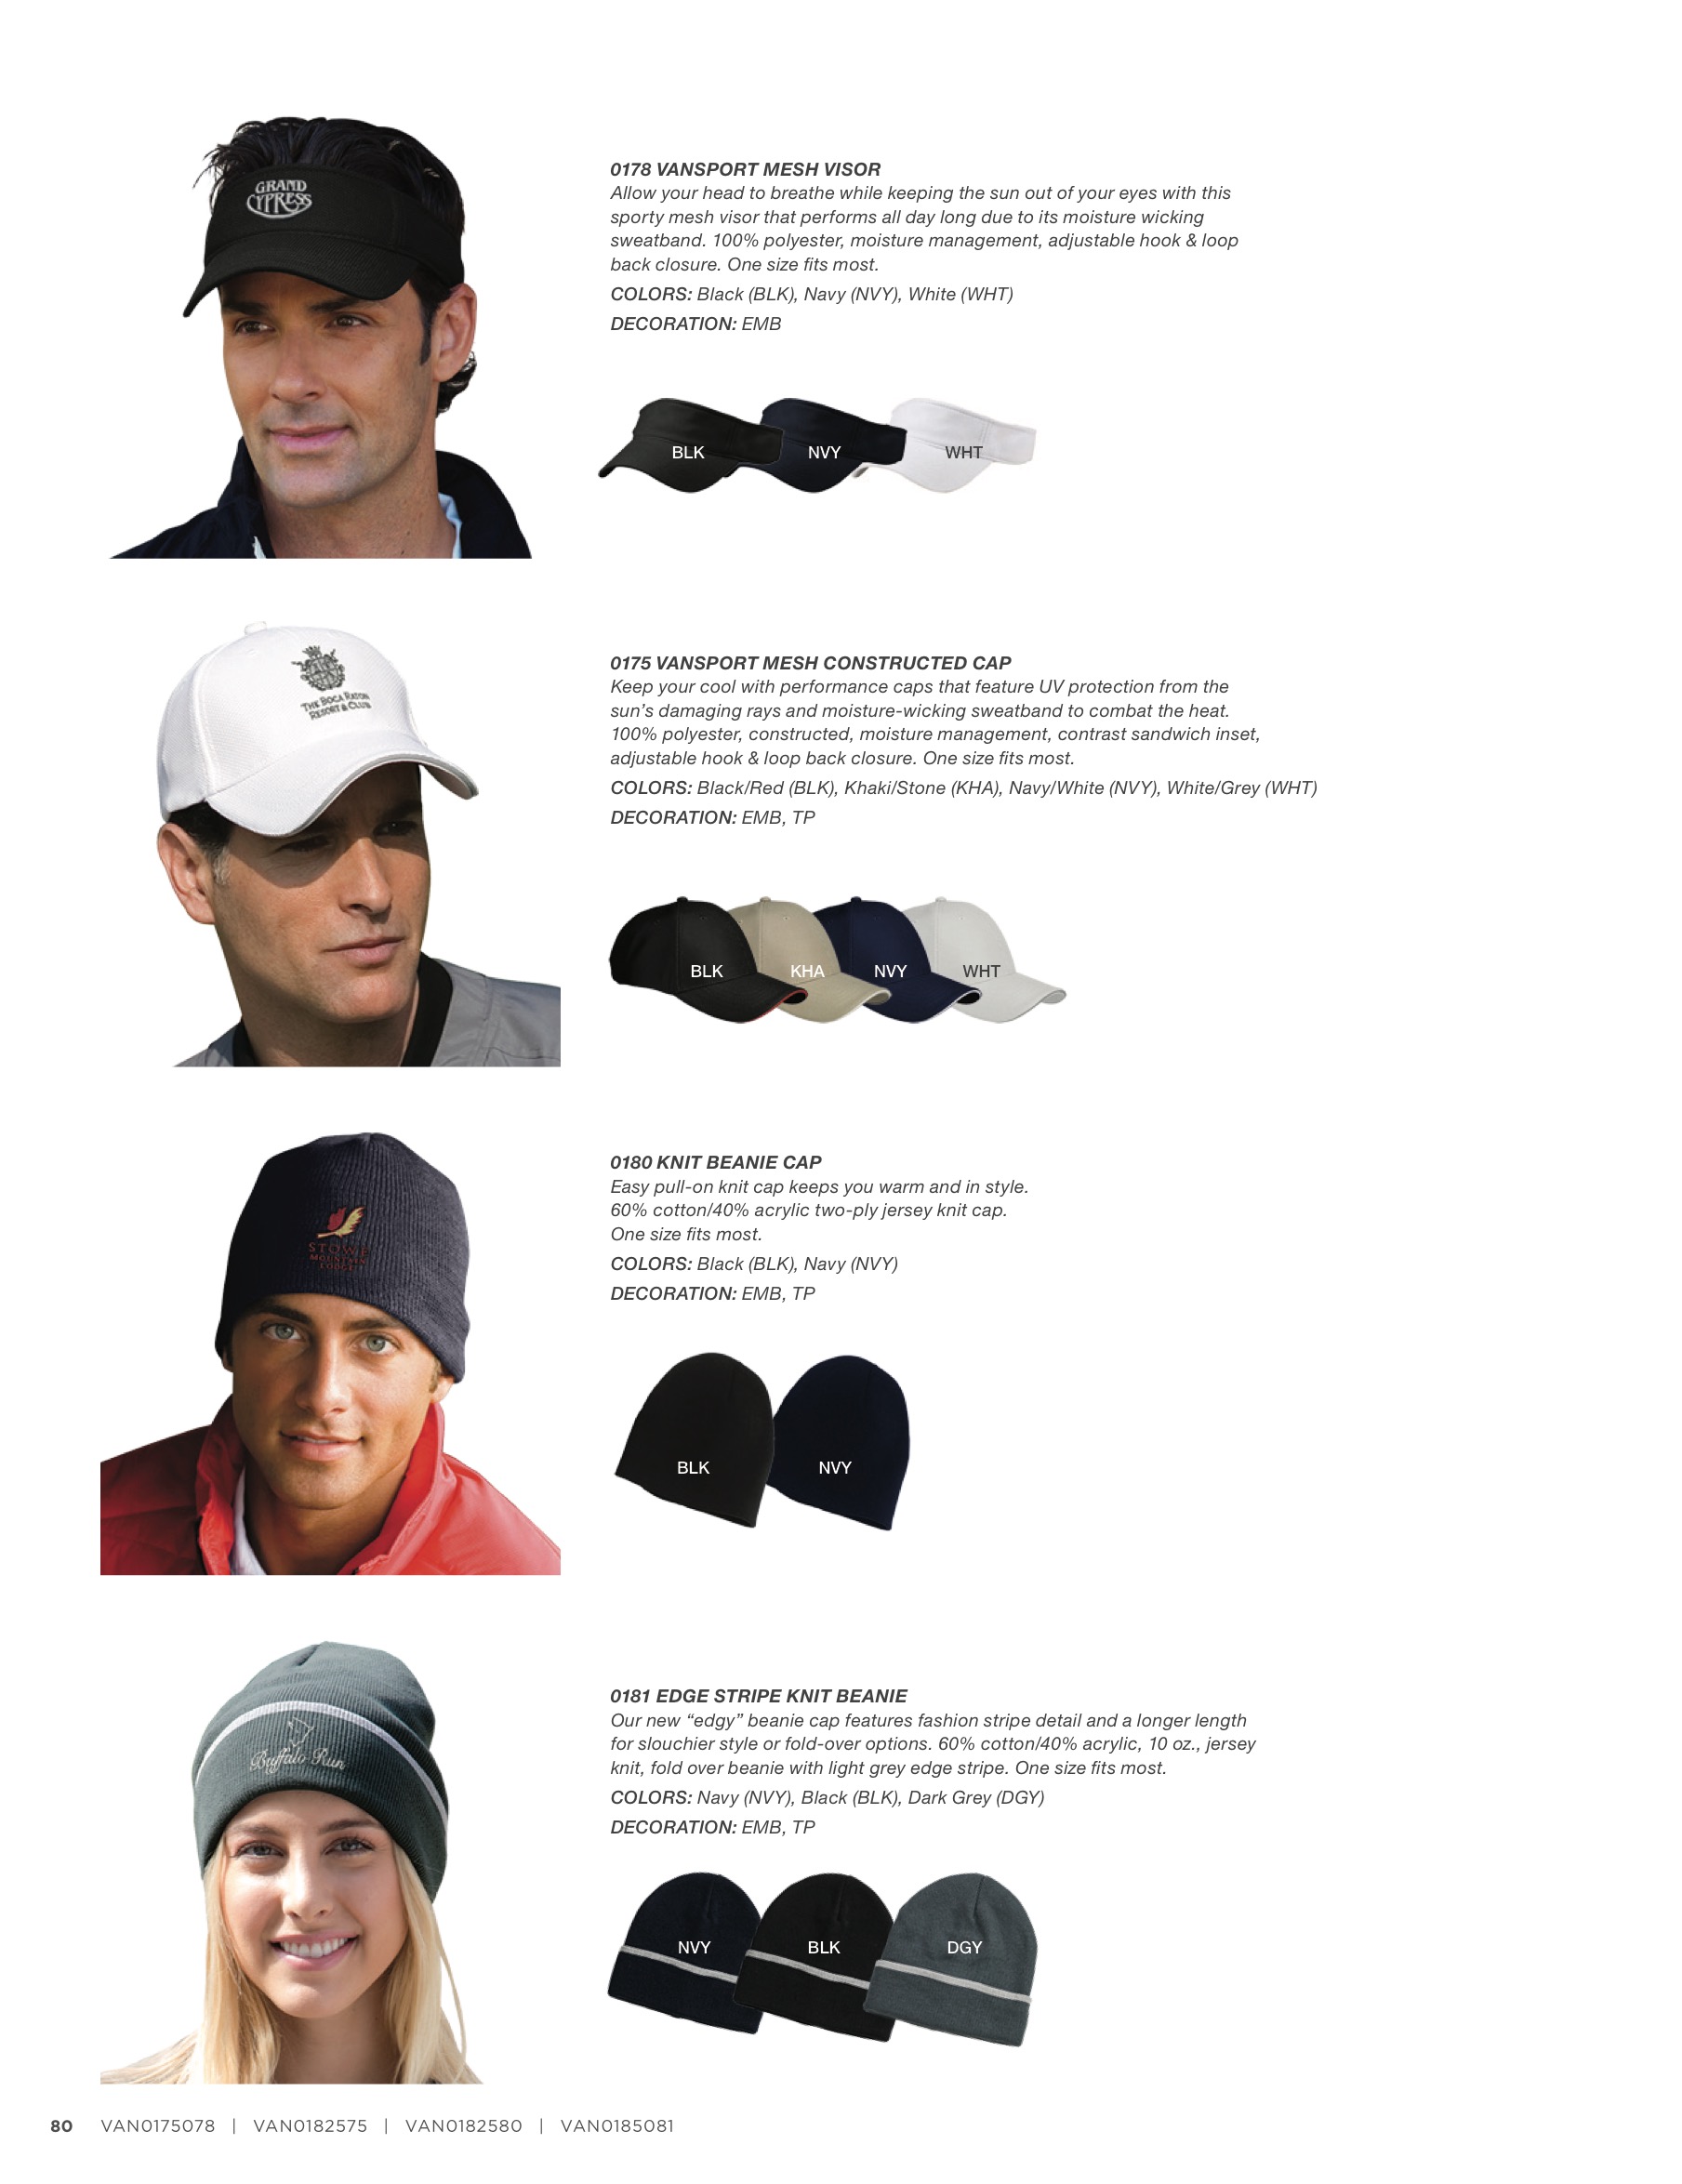 GRAND
CYPRESS
0178 VANSPORT MESH VISOR
Allow your head to breathe while keeping the sun out of your eyes with this
sporty mesh visor that performs all day long due to its moisture wicking
sweatband. 100% polyester, moisture management, adjustable hook & loop
back closure. One size fits most.
COLORS: Black (BLK), Navy (NVY), White (WHT)
DECORATION: EMB
BLK NVY WHT
THE BOCA RATON
RESORT & CLUB
0175 VANSPORT MESH CONSTRUCTED CAP
Keep your cool with performance caps that feature UV protection from the
sun’s damaging rays and moisture-wicking sweatband to combat the heat.
100% polyester, constructed, moisture management, contrast sandwich inset,
adjustable hook & loop back closure. One size fits most.
COLORS: Black/Red (BLK), Khaki/Stone (KHA), Navy/White (NVY), White/Grey (WHT)
DECORATION: EMB, TP
BLK KHA NVY WHT
STOWE
MOUNTAIN
LODGE
0180 KNIT BEANIE CAP
Easy pull-on knit cap keeps you warm and in style.
60% cotton/40% acrylic two-ply jersey knit cap.
One size fits most.
COLORS: Black (BLK), Navy (NVY)
DECORATION: EMB, TP
BLK NVY
Buffalo Run
0181 EDGE STRIPE KNIT BEANIE
Our new “edgy” beanie cap features fashion stripe detail and a longer length
for slouchier style or fold-over options. 60% cotton/40% acrylic, 10 oz., jersey
knit, fold over beanie with light grey edge stripe. One size fits most.
COLORS: Navy (NVY), Black (BLK), Dark Grey (DGY)
DECORATION: EMB, TP
NVY BLK DGY
80 VAN0175078 | VAN0182575 | VAN0182580 | VAN0185081